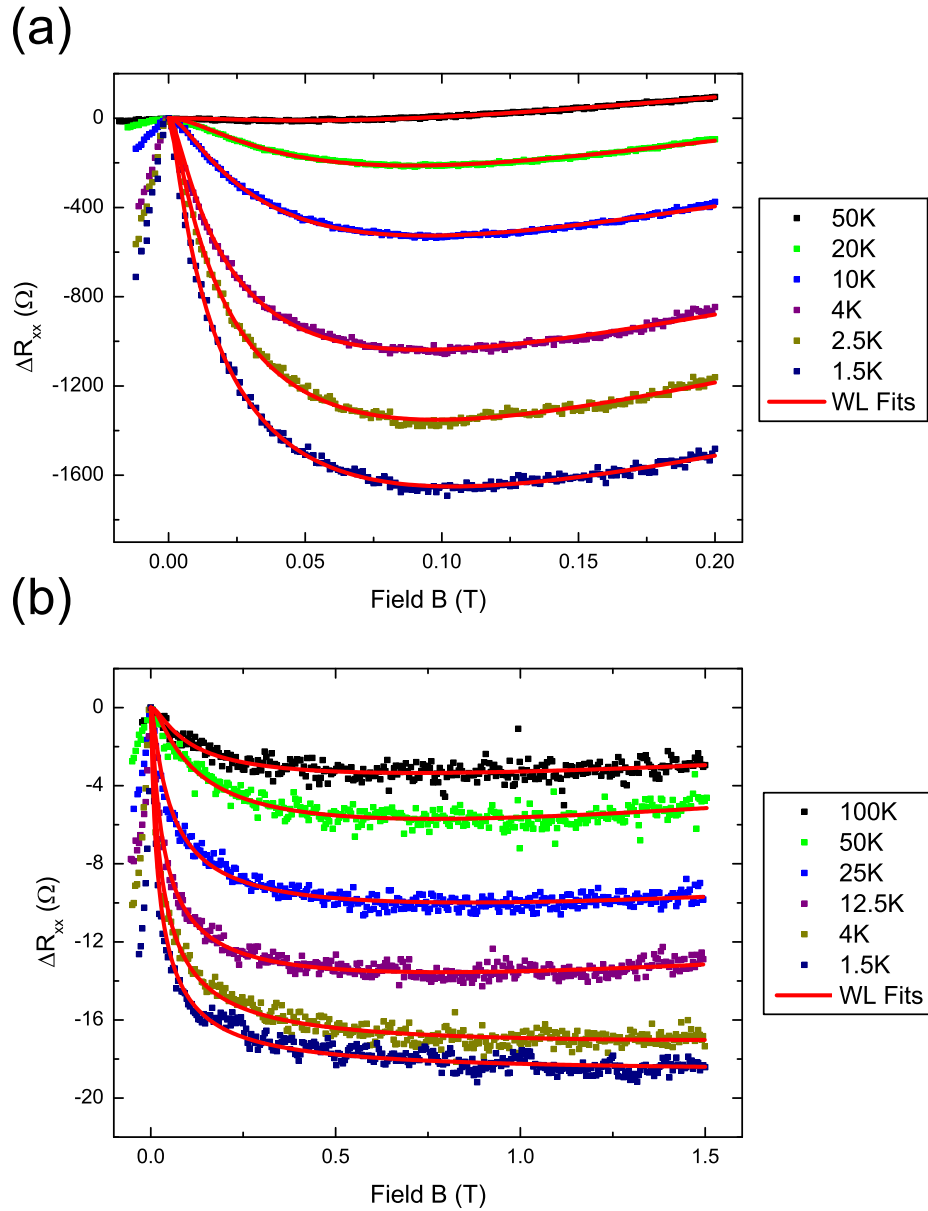 (a)
0
-400
-800
-1200
-1600
ΔRxx (Ω)
0.00 0.05 0.10 0.15 0.20
Field B (T)
50K
20K
10K
4K
2.5K
1.5K
WL Fits
(b)
0
-4
-8
-12
-16
-20
ΔRxx (Ω)
0.0 0.5 1.0 1.5
Field B (T)
100K
50K
25K
12.5K
4K
1.5K
WL Fits